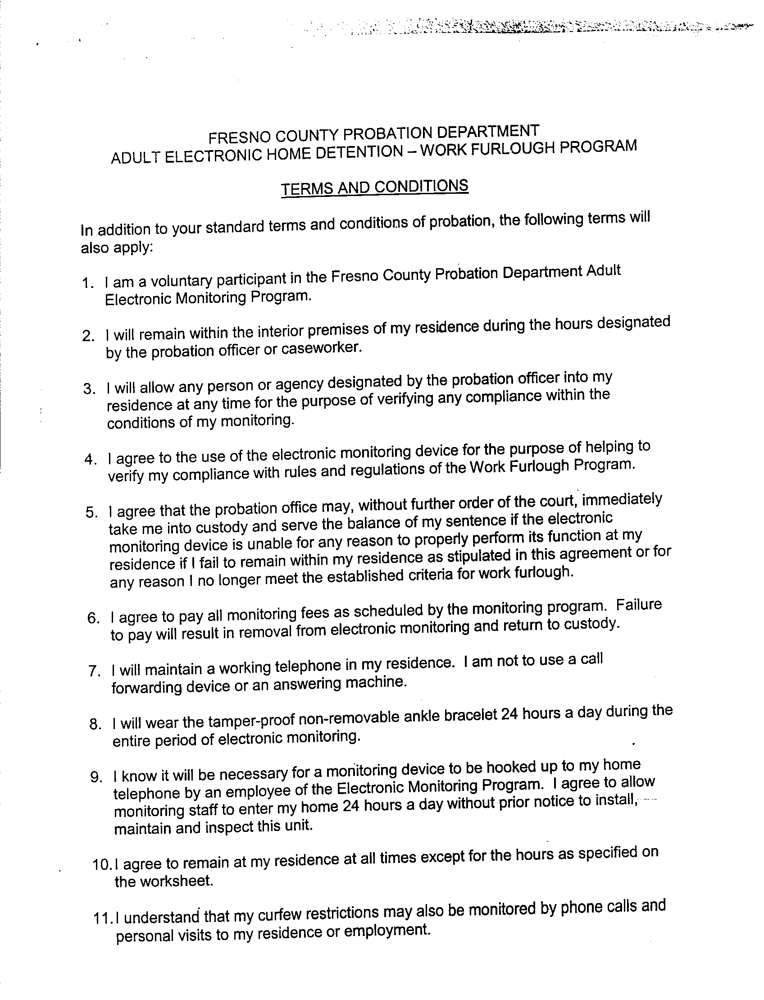 FRESNO COUNTY PROBATION DEPARTMENT
ADULT ELECTRONIC HOME DETENTION – WORK FURLOUGH PROGRAM
TERMS AND CONDITIONS
In addition to your standard terms and conditions of probation, the following terms will
also apply:
1. I am a voluntary participant in the Fresno County Probation Department Adult
Electronic Monitoring Program.
2. I will remain within the interior premises of my residence during the hours designated
by the probation officer or caseworker.
3. I will allow any person or agency designated by the probation officer into my
residence at any time for the purpose of verifying any compliance within the
conditions of my monitoring.
4. I agree to the use of the electronic monitoring device for the purpose of helping to
verify my compliance with rules and regulations of the Work Furlough Program.
5. I agree that the probation office may, without further order of the court, immediately
take me into custody and serve the balance of my sentence if the electronic
monitoring device is unable for any reason to properly perform its function at my
residence if I fail to remain within my residence as stipulated in this agreement or for
any reason I no longer meet the established criteria for work furlough.
6. I agree to pay all monitoring fees as scheduled by the monitoring program. Failure
to pay will result in removal from electronic monitoring and return to custody.
7. I will maintain a working telephone in my residence. I am not to use a call
forwarding device or an answering machine.
8. I will wear the tamper-proof non-removable ankle bracelet 24 hours a day during the
entire period of electronic monitoring.
9. I know it will be necessary for a monitoring device to be hooked up to my home
telephone by an employee of the Electronic Monitoring Program. I agree to allow
monitoring staff to enter my home 24 hours a day without prior notice to install,
maintain and inspect this unit.
10. I agree to remain at my residence at all times except for the hours as specified on
the worksheet.
11. I understand that my curfew restrictions may also be monitored by phone calls and
personal visits to my residence or employment.